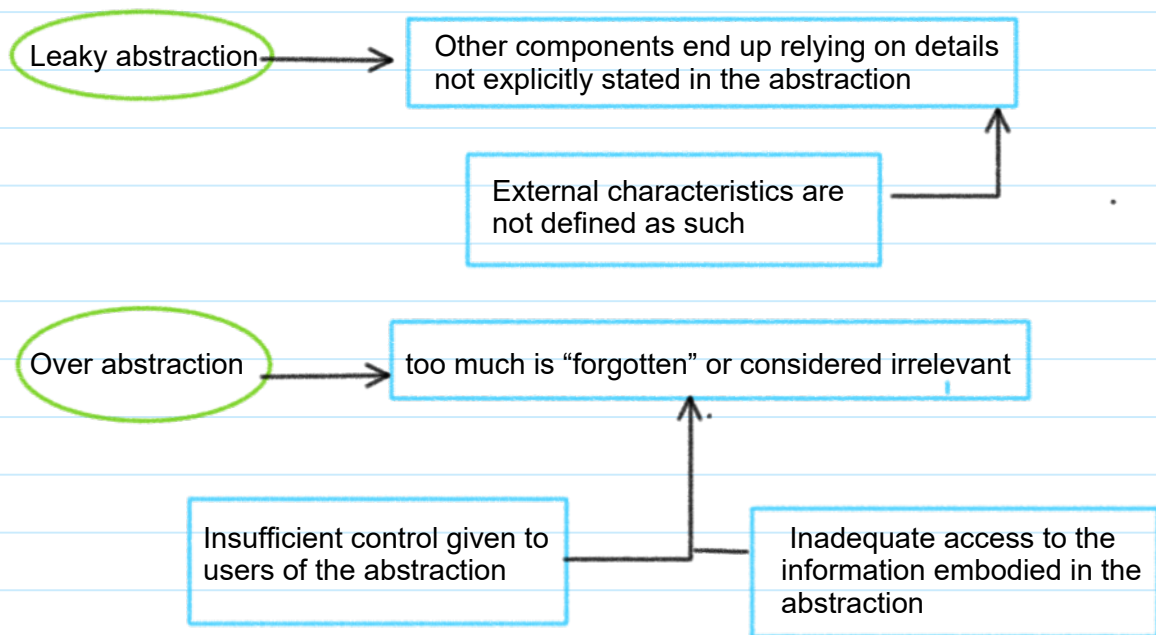 Leaky abstraction
Other components end up relying on details
not explicitly stated in the abstraction
External characteristics are
not defined as such
Over abstraction
too much is “forgotten” or considered irrelevant
Insufficient control given to
users of the abstraction
Inadequate access to the
information embodied in the
abstraction